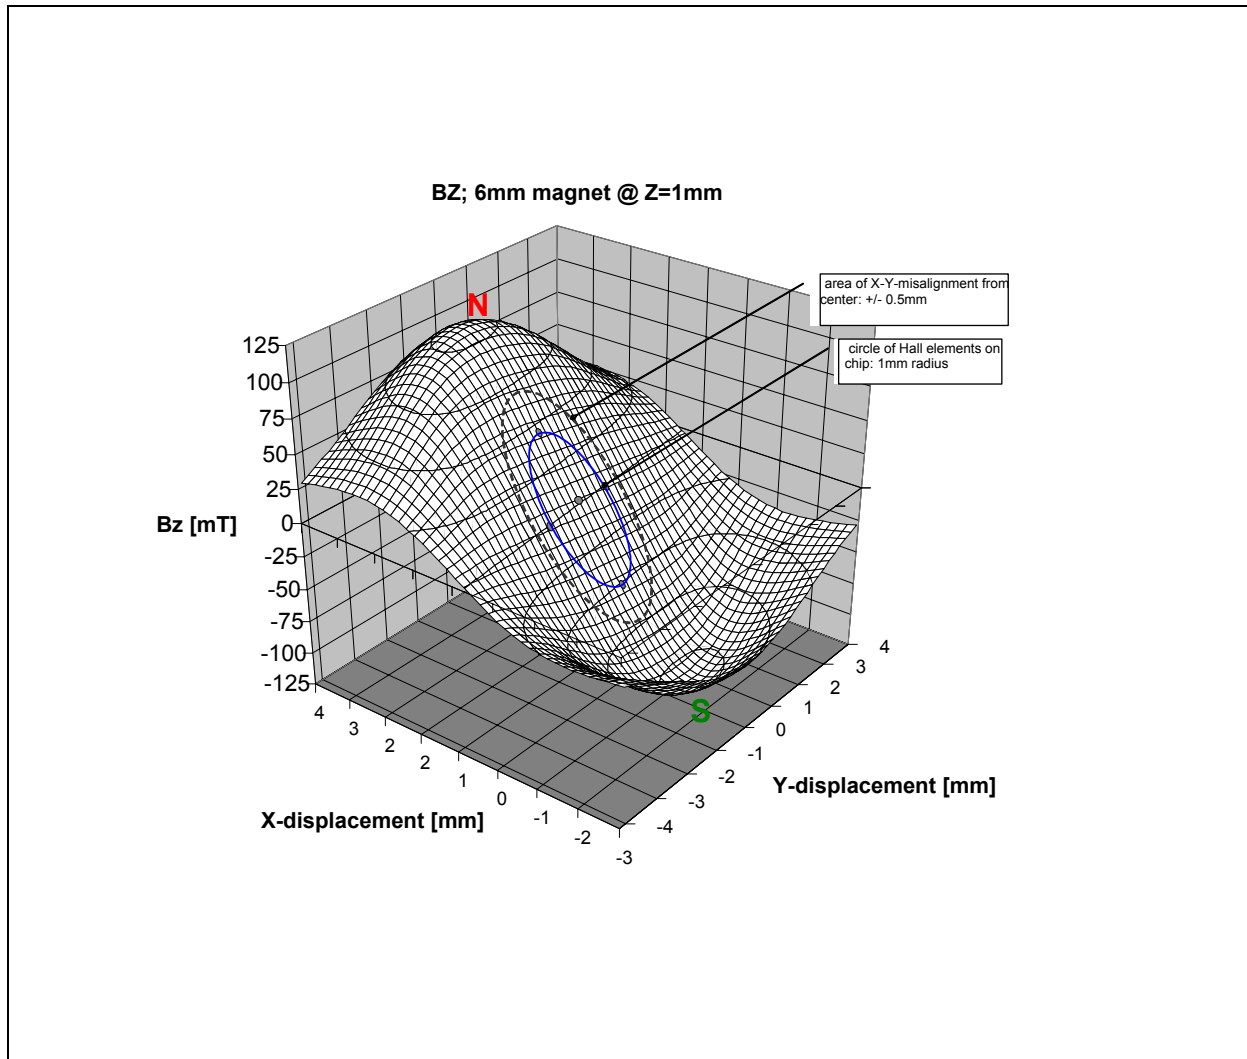 BZ; 6mm magnet @ Z=1mm
area of X-Y-misalignment from
center: +/- 0.5mm
N
circle of Hall elements on
chip: 1mm radius
125
100
75
50
25
Bz [mT]
0
-25
-50
-75
-100
-125
4
3
2
2
1
0
-1
-2
-3
X-displacement [mm]
4
3
2
1
0
-1
-2
-3
-4
Y-displacement [mm]
S